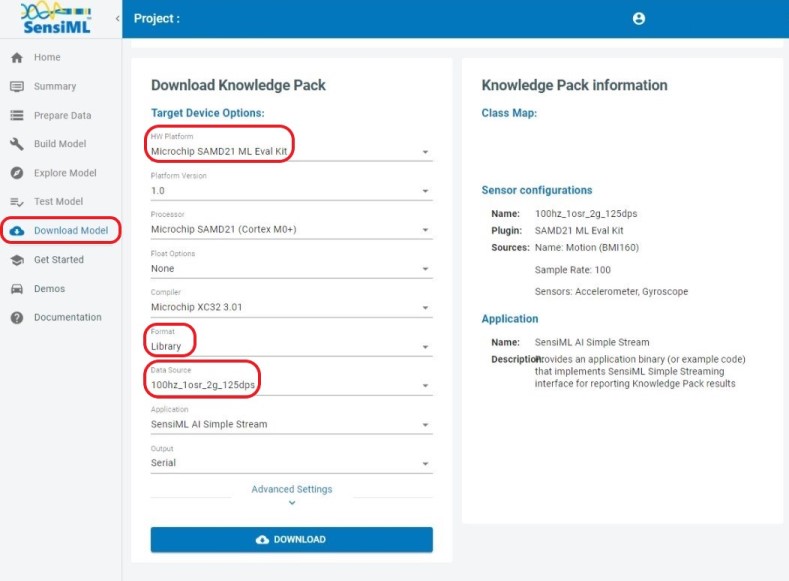 SensiML
Project :
Home
Summary
Prepare Data
Build Model
Explore Model
Test Model
Download Model
Get Started
Demos
Documentation
Download Knowledge Pack
Target Device Options:
HW Platform
Microchip SAMD21 ML Eval Kit
Platform Version
1.0
Processor
Microchip SAMD21 (Cortex M0+)
Float Options
None
Compiler
Microchip XC32 3.01
Format
Library
Data Source
100hz_1osr_2g_125dps
Application
SensiML AI Simple Stream
Output
Serial
Advanced Settings
DOWNLOAD
Knowledge Pack information
Class Map:
Sensor configurations
Name: 100hz_1osr_2g_125dps
Plugin: SAMD21 ML Eval Kit
Sources: Name: Motion (BMI160)
Sample Rate: 100
Sensors: Accelerometer, Gyroscope
Application
Name: SensiML AI Simple Stream
Description: Provides an application binary (or example code)
that implements SensiML Simple Streaming
interface for reporting Knowledge Pack results